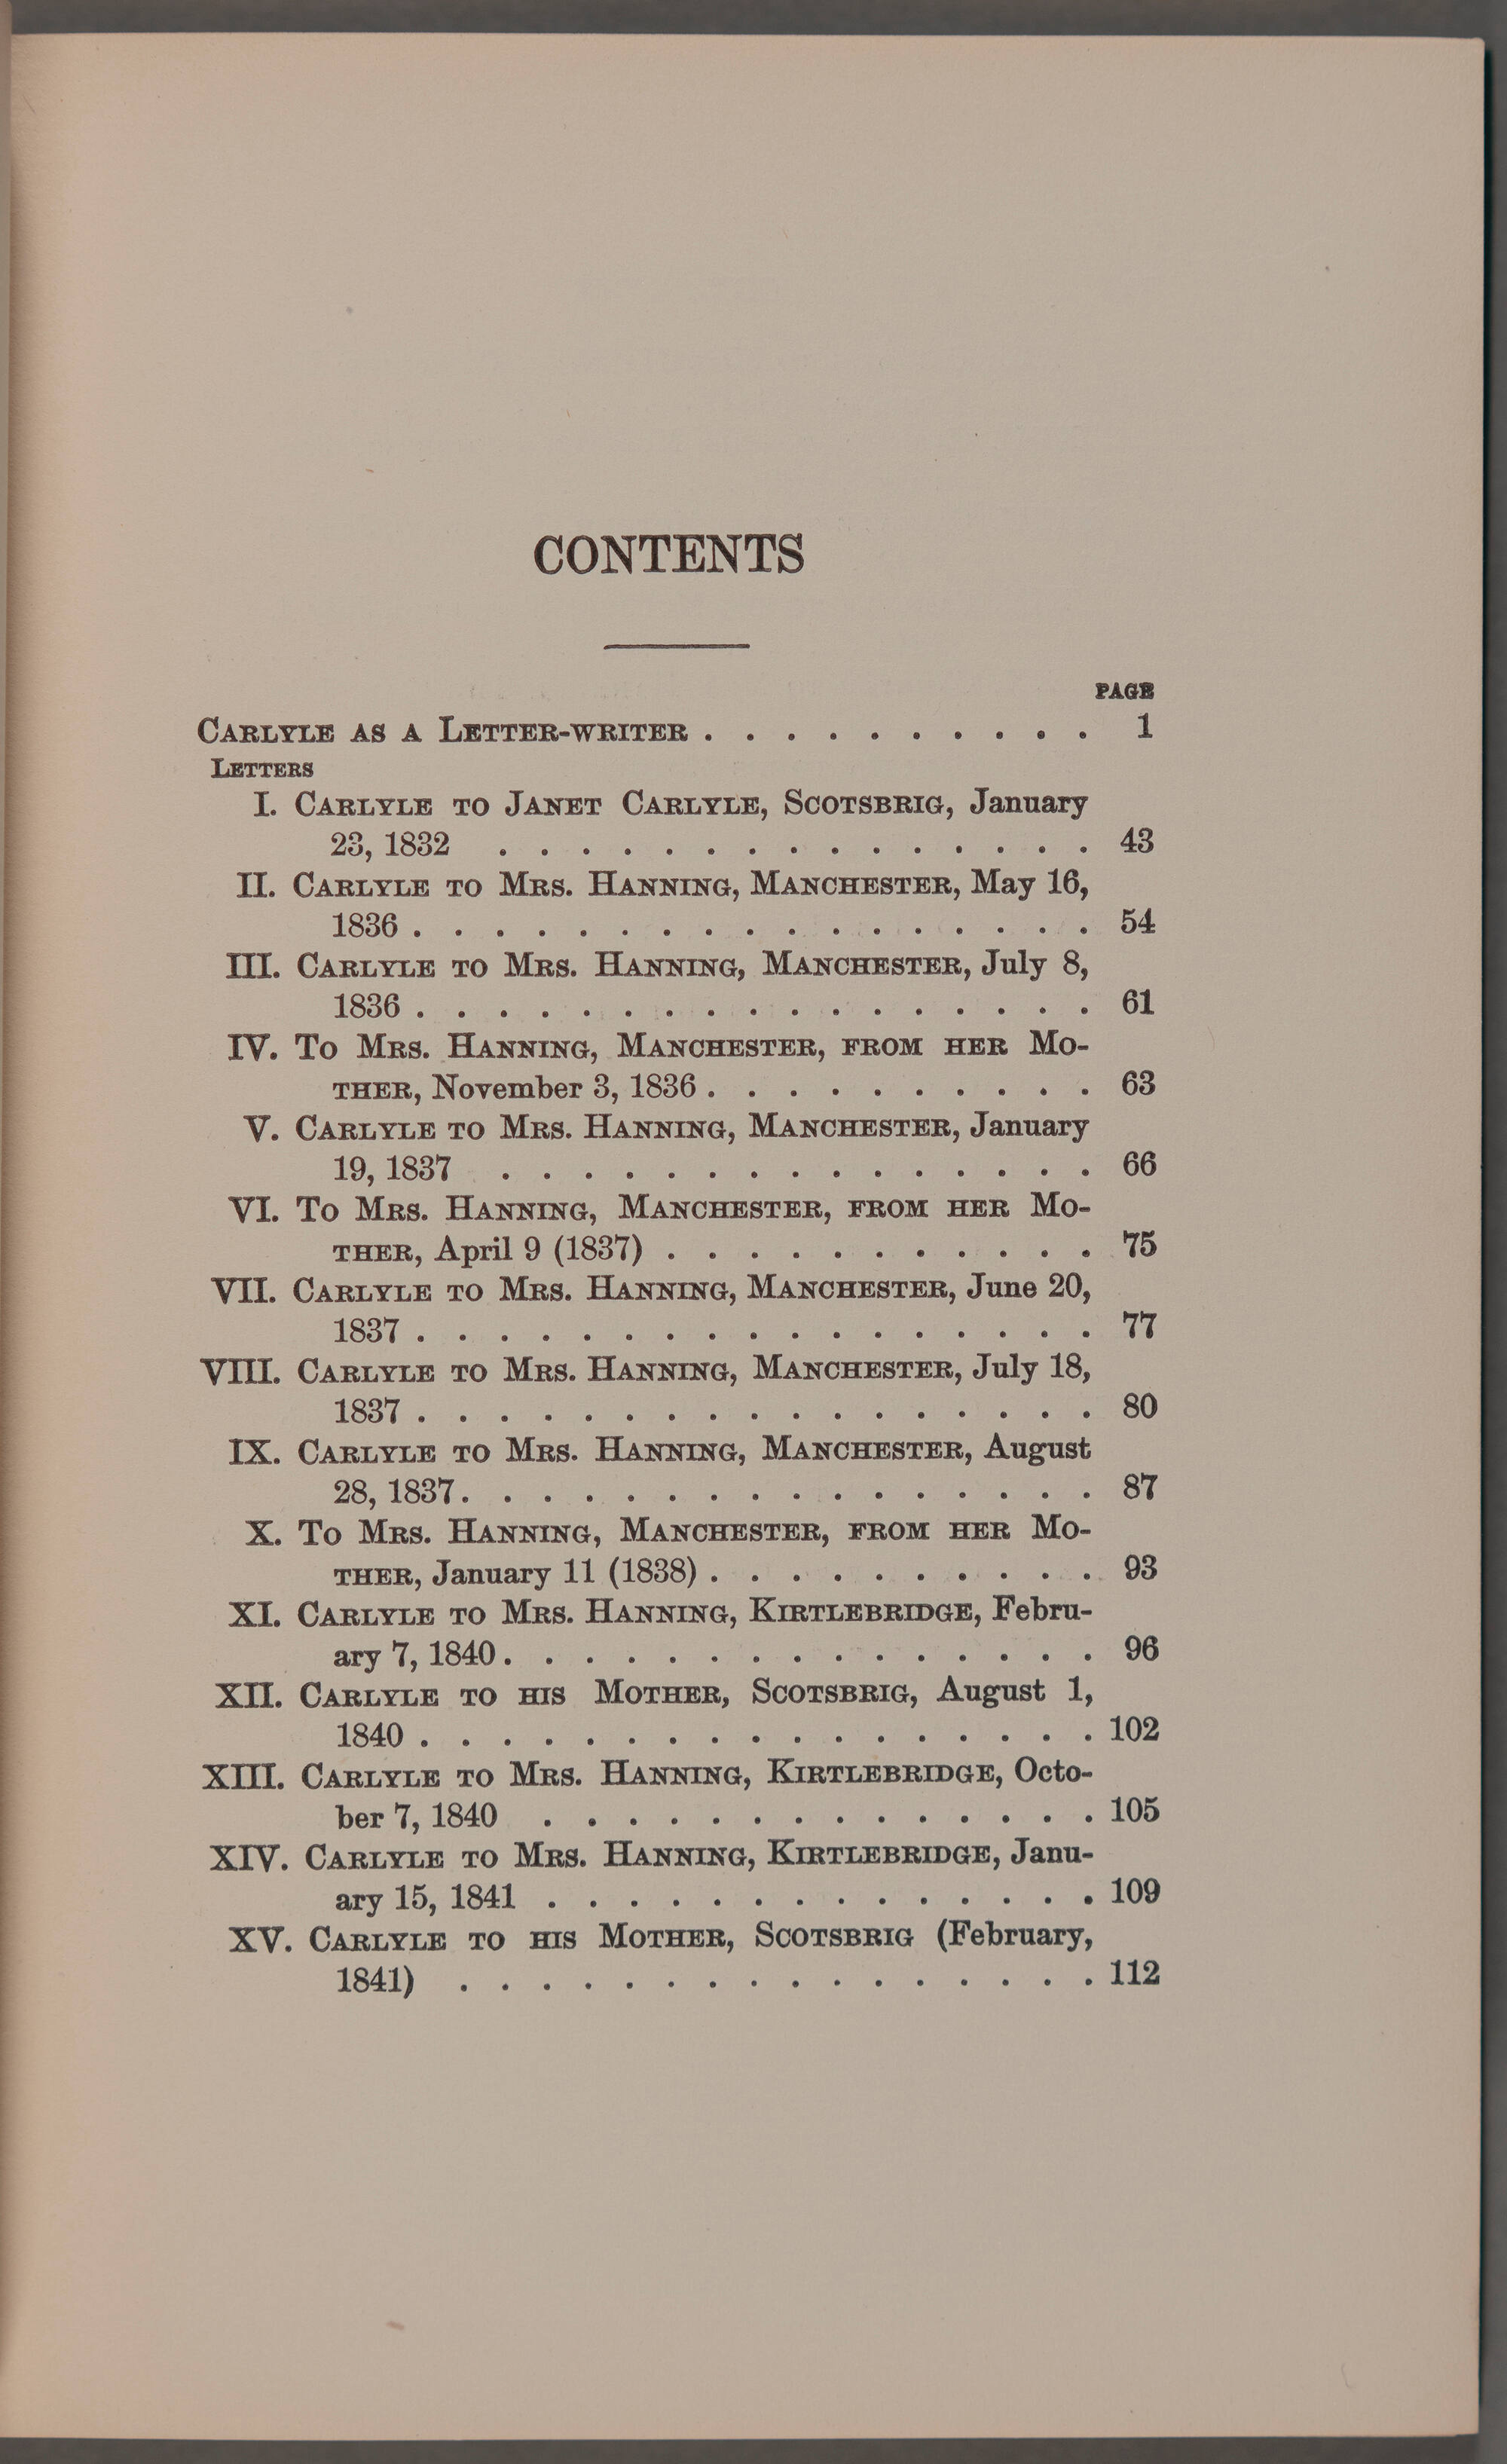 CONTENTS
PAGE
CARLYLE AS A LETTER-WRITER . . . . . . . . . . 1
LETTERS
I. CARLYLE TO JANET CARLYLE, SCOTSBRIG, January
23, 1832 . . . . . . . . . . . . . . . 43
II. CARLYLE TO MRS. HANNING, MANCHESTER, May 16,
1836 . . . . . . . . . . . . . . . . . 54
III. CARLYLE TO MRS. HANNING, MANCHESTER, July 8,
1836 . . . . . . . . . . . . . . . . . 61
IV. TO MRS. HANNING, MANCHESTER, FROM HER MO-
THER, November 3, 1836 . . . . . . . . . . 63
V. CARLYLE TO MRS. HANNING, MANCHESTER, January
19, 1837 . . . . . . . . . . . . . . . 66
VI. TO MRS. HANNING, MANCHESTER, FROM HER MO-
THER, April 9 (1837) . . . . . . . . . . . 75
VII. CARLYLE TO MRS. HANNING, MANCHESTER, June 20,
1837 . . . . . . . . . . . . . . . . . 77
VIII. CARLYLE TO MRS. HANNING, MANCHESTER, July 18,
1837 . . . . . . . . . . . . . . . . . 80
IX. CARLYLE TO MRS. HANNING, MANCHESTER, August
28, 1837 . . . . . . . . . . . . . . . . 87
X. TO MRS. HANNING, MANCHESTER, FROM HER MO-
THER, January 11 (1838) . . . . . . . . . . 93
XI. CARLYLE TO MRS. HANNING, KIRTLEBRIDGE, Febru-
ary 7, 1840 . . . . . . . . . . . . . . . 96
XII. CARLYLE TO HIS MOTHER, SCOTSBRIG, August 1,
1840 . . . . . . . . . . . . . . . . . 102
XIII. CARLYLE TO MRS. HANNING, KIRTLEBRIDGE, Octo-
ber 7, 1840 . . . . . . . . . . . . . . 105
XIV. CARLYLE TO MRS. HANNING, KIRTLEBRIDGE, Janu-
ary 15, 1841 . . . . . . . . . . . . . . 109
XV. CARLYLE TO HIS MOTHER, SCOTSBRIG (February,
1841) . . . . . . . . . . . . . . . . 112